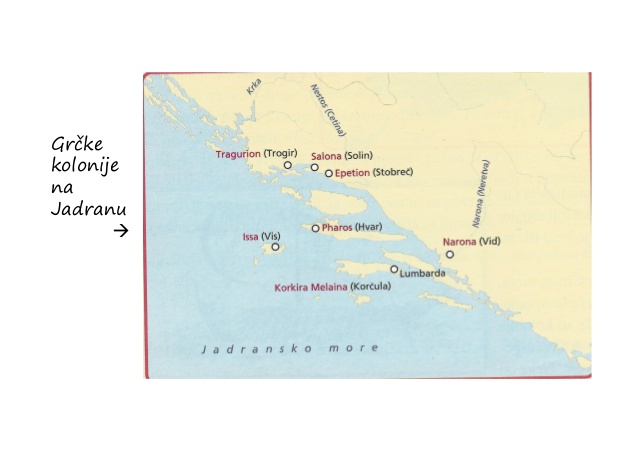 Grčke
kolonije
na
Jadranu
→
Krka
Nestos (Cetina)
Tragurion (Trogir)
Salona (Solin)
Epetion (Stobreč)
Narona (Neretva)
Pharos (Hvar)
Issa (Vis)
Narona (Vid)
Lumbarda
Korkira Melaina (Korčula)
Jadransko more